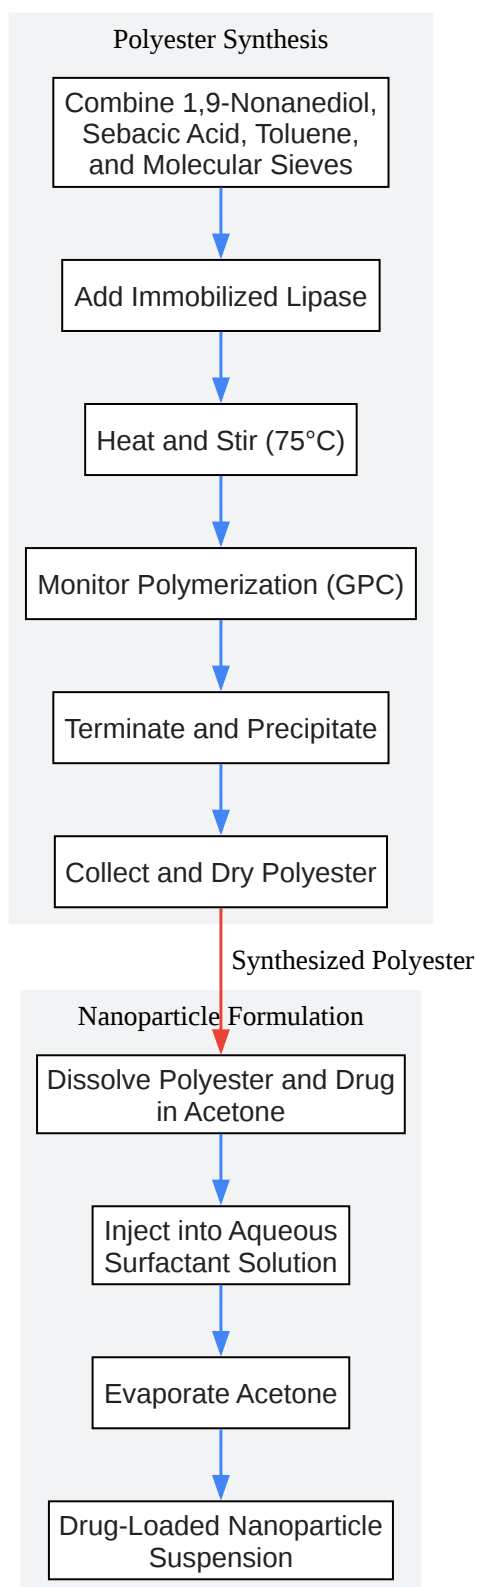 Polyester Synthesis
Combine 1,9-Nonanediol,
Sebacic Acid, Toluene,
and Molecular Sieves
Add Immobilized Lipase
Heat and Stir (75°C)
Monitor Polymerization (GPC)
Terminate and Precipitate
Collect and Dry Polyester
Synthesized Polyester
Nanoparticle Formulation
Dissolve Polyester and Drug
in Acetone
Inject into Aqueous
Surfactant Solution
Evaporate Acetone
Drug-Loaded Nanoparticle
Suspension